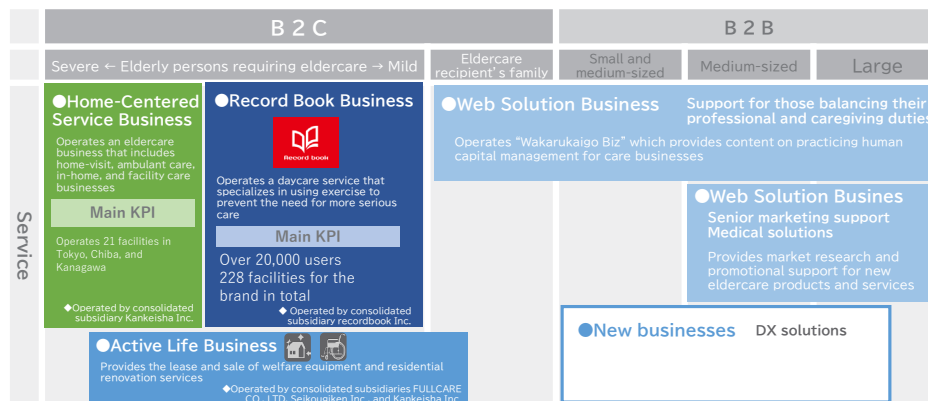 B2C
B2B
Severe ← Elderly persons requiring eldercare → Mild
Eldercare
recipient's family
Small and
medium-sized
Medium-sized
Large
Service
●Home-Centered
Service Business
Operates an eldercare
business that includes
home-visit, ambulant care,
in-home, and facility care
businesses
Main KPI
Operates 21 facilities in
Tokyo, Chiba, and
Kanagawa
◆Operated by consolidated
subsidiary Kankeisha Inc.
●Record Book Business
Record book
Operates a daycare service that
specializes in using exercise to
prevent the need for more serious
care
Main KPI
Over 20,000 users
228 facilities for the
brand in total
◆ Operated by consolidated
subsidiary recordbook Inc.
●Web Solution Business
Support for those balancing their
professional and caregiving duties
Operates "Wakarukaigo Biz" which provides content on practicing human
capital management for care businesses
●Web Solution Busines
Senior marketing support
Medical solutions
Provides market research and
promotional support for new
eldercare products and services
●Active Life Business
Provides the lease and sale of welfare equipment and residential
renovation services
◆Operated by consolidated subsidiaries FULLCARE
CO., LTD, Seikougiken Inc., and Kankeisha Inc.
●New businesses DX solutions